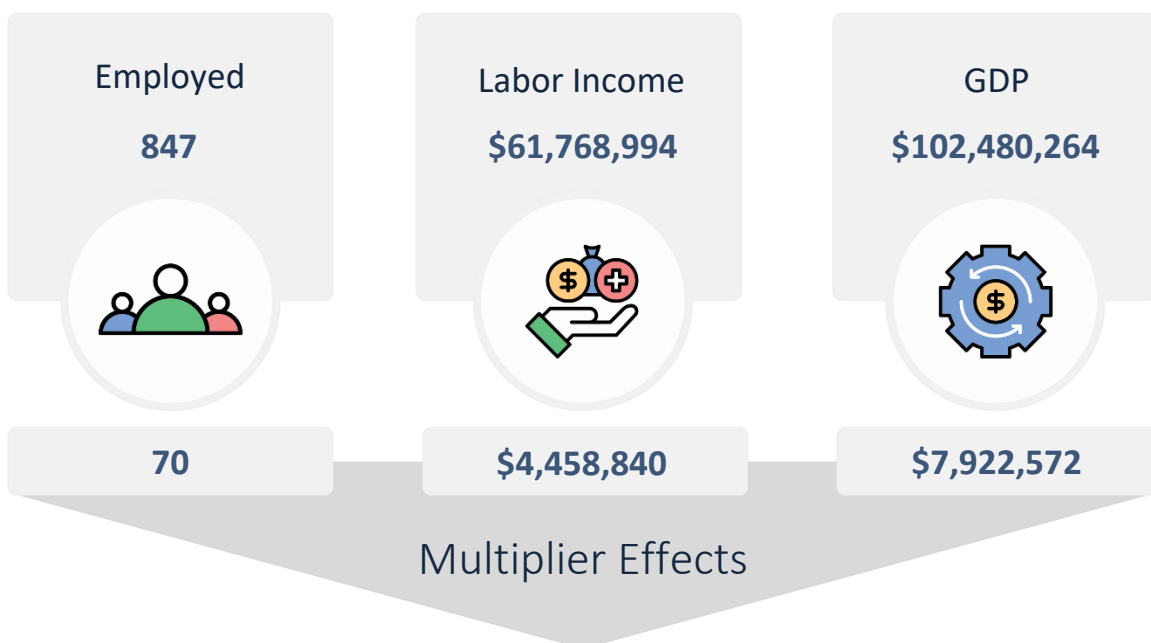 Employed
847
Labor Income
$61,768,994
GDP
$102,480,264
$
$
70
$4,458,840
$7,922,572
Multiplier Effects